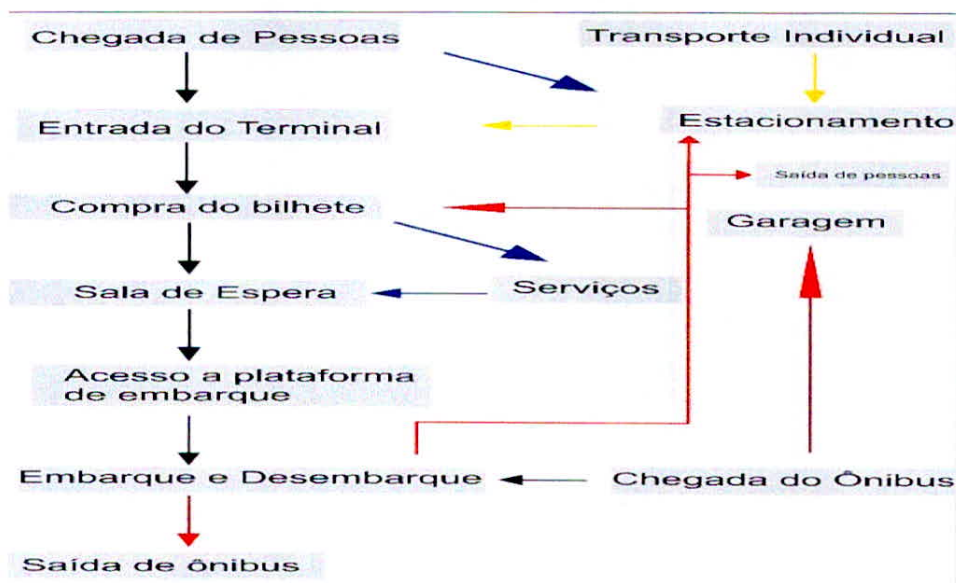 Chegada de Pessoas
Transporte Individual
Entrada do Terminal
Estacionamento
Saída de pessoas
Compra do bilhete
Garagem
Sala de Espera
Serviços
Acesso a plataforma
de embarque
Embarque e Desembarque
Chegada do Ônibus
Saída de ônibus